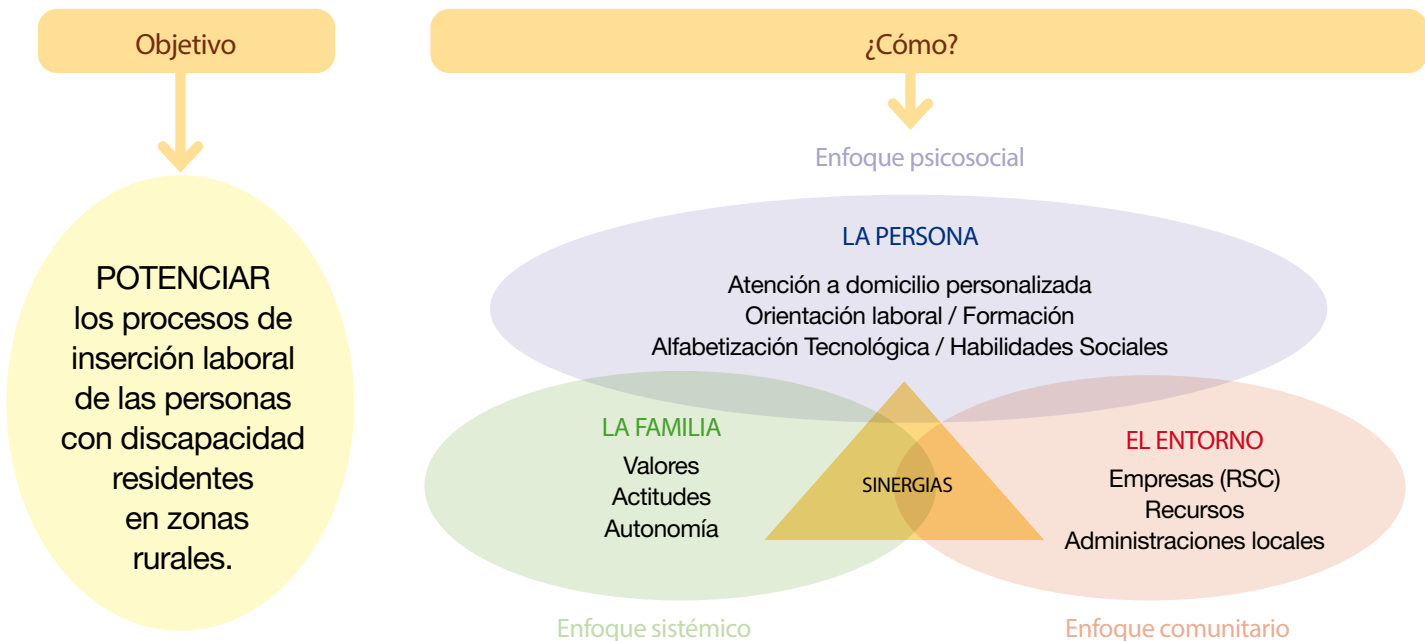 Objetivo
POTENCIAR
los procesos de
inserción laboral
de las personas
con discapacidad
residentes
en zonas
rurales.
¿Cómo?
Enfoque psicosocial
LA PERSONA
Atención a domicilio personalizada
Orientación laboral / Formación
Alfabetización Tecnológica / Habilidades Sociales
LA FAMILIA
Valores
Actitudes
Autonomía
SINERGIAS
EL ENTORNO
Empresas (RSC)
Recursos
Administraciones locales
Enfoque sistémico
Enfoque comunitario